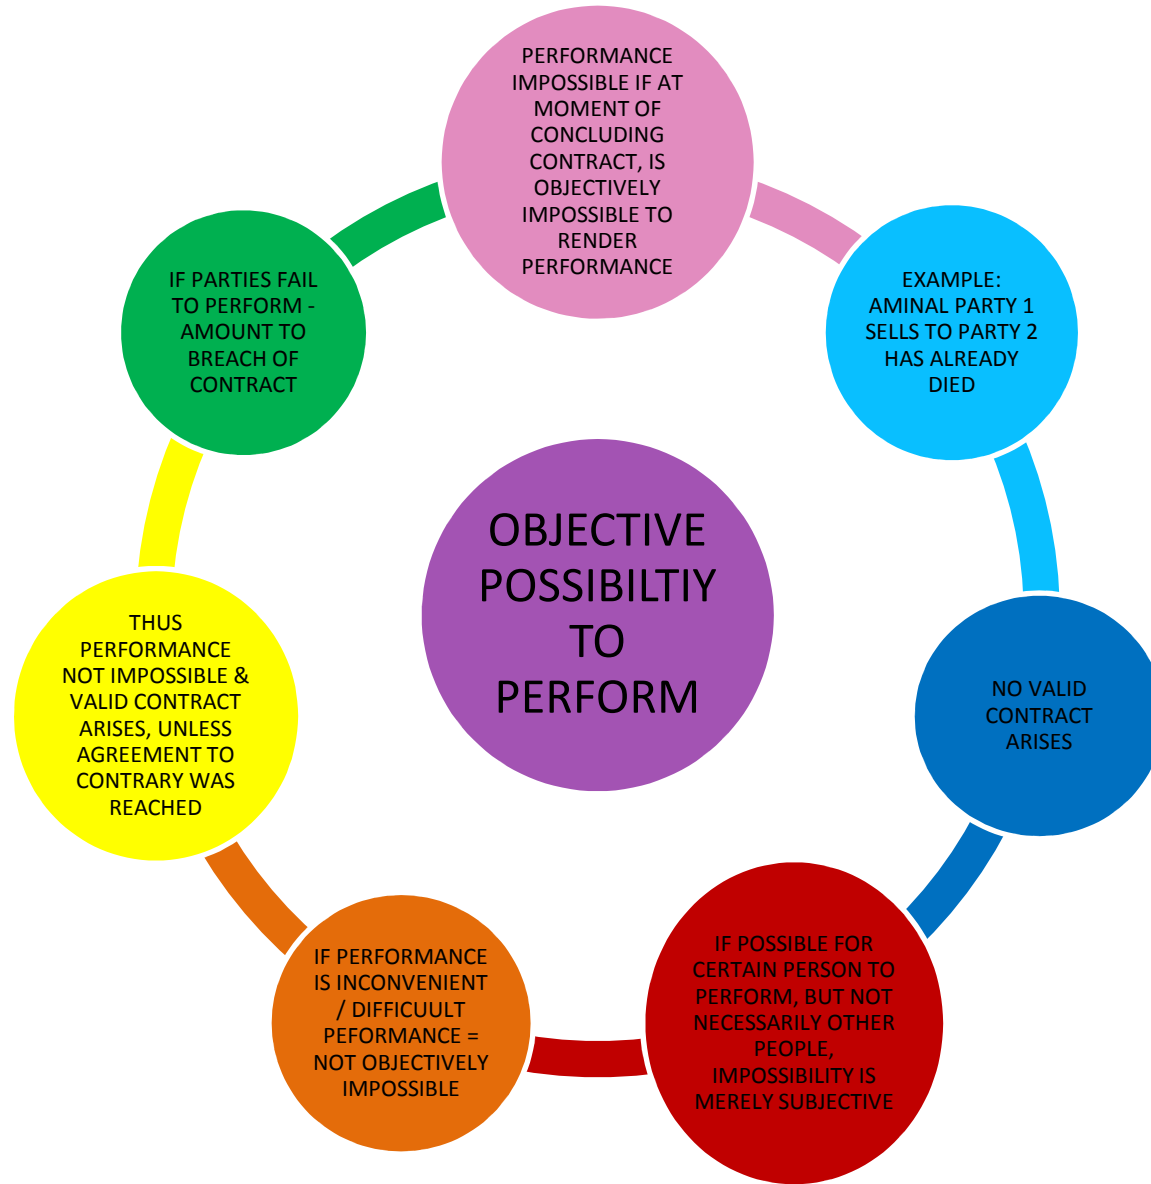 PERFORMANCE
IMPOSSIBLE IF AT
MOMENT OF
CONCLUDING
CONTRACT, IS
OBJECTIVELY
IMPOSSIBLE TO
RENDER
PERFORMANCE
EXAMPLE:
AMINAL PARTY 1
SELLS TO PARTY 2
HAS ALREADY
DIED
NO VALID
CONTRACT
ARISES
IF POSSIBLE FOR
CERTAIN PERSON TO
PERFORM, BUT NOT
NECESSARILY OTHER
PEOPLE,
IMPOSSIBILITY IS
MERELY SUBJECTIVE
IF PERFORMANCE
IS INCONVENIENT
/ DIFFICUULT
PEFORMANCE =
NOT OBJECTIVELY
IMPOSSIBLE
THUS
PERFORMANCE
NOT IMPOSSIBLE &
VALID CONTRACT
ARISES, UNLESS
AGREEMENT TO
CONTRARY WAS
REACHED
IF PARTIES FAIL
TO PERFORM -
AMOUNT TO
BREACH OF
CONTRACT
OBJECTIVE
POSSIBILTIY
TO
PERFORM